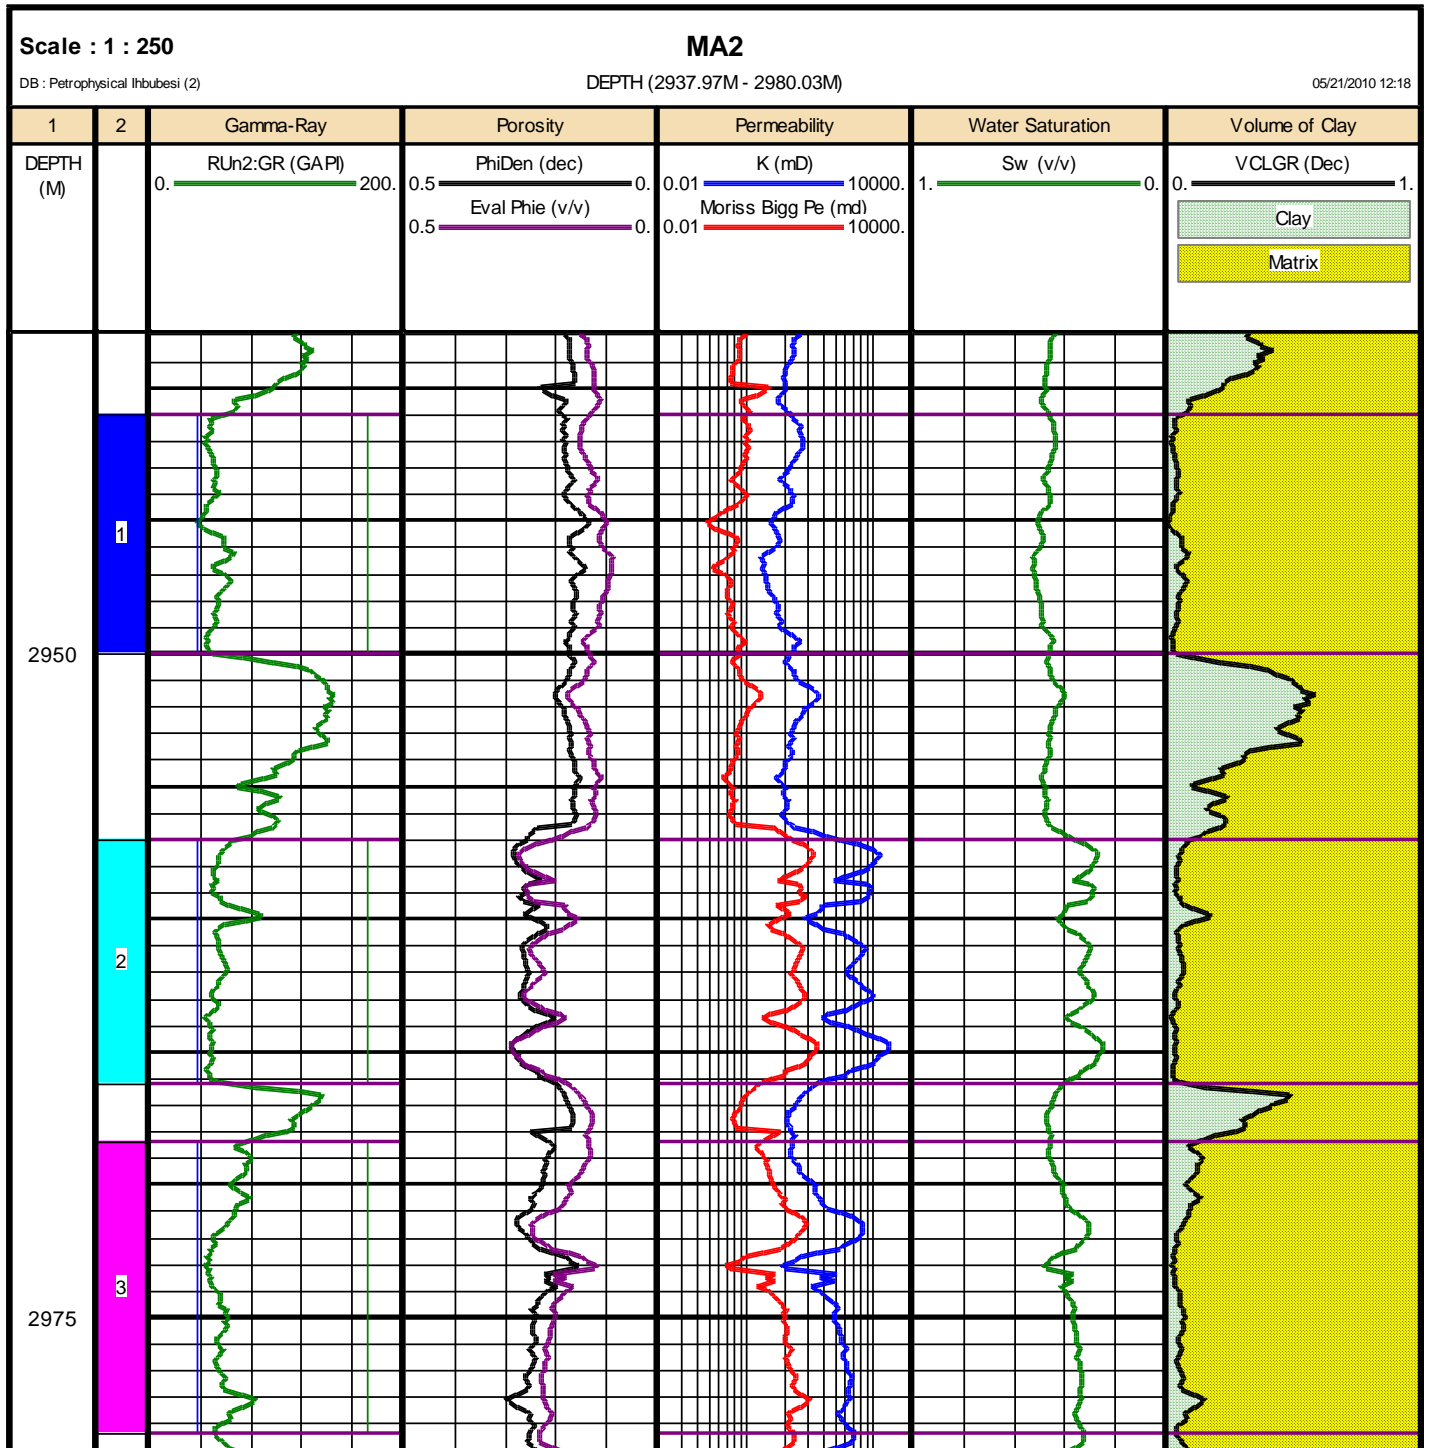 Scale : 1 : 250
MA2
DB : Petrophysical Ihbubesi (2)
DEPTH (2937.97M - 2980.03M)
05/21/2010 12:18
1 2 Gamma-Ray Porosity Permeability Water Saturation Volume of Clay
DEPTH (M)
RUn2:GR (GAPI)
0. 200.
PhiDen (dec)
0.5 0.
Eval Phie (v/v)
0.5 0.
K (mD)
0.01 10000.
Moriss Bigg Pe (md)
0.01 10000.
Sw (v/v)
1. 0.
VCLGR (Dec)
0. 1.
Clay
Matrix
1
2950
2
3
2975